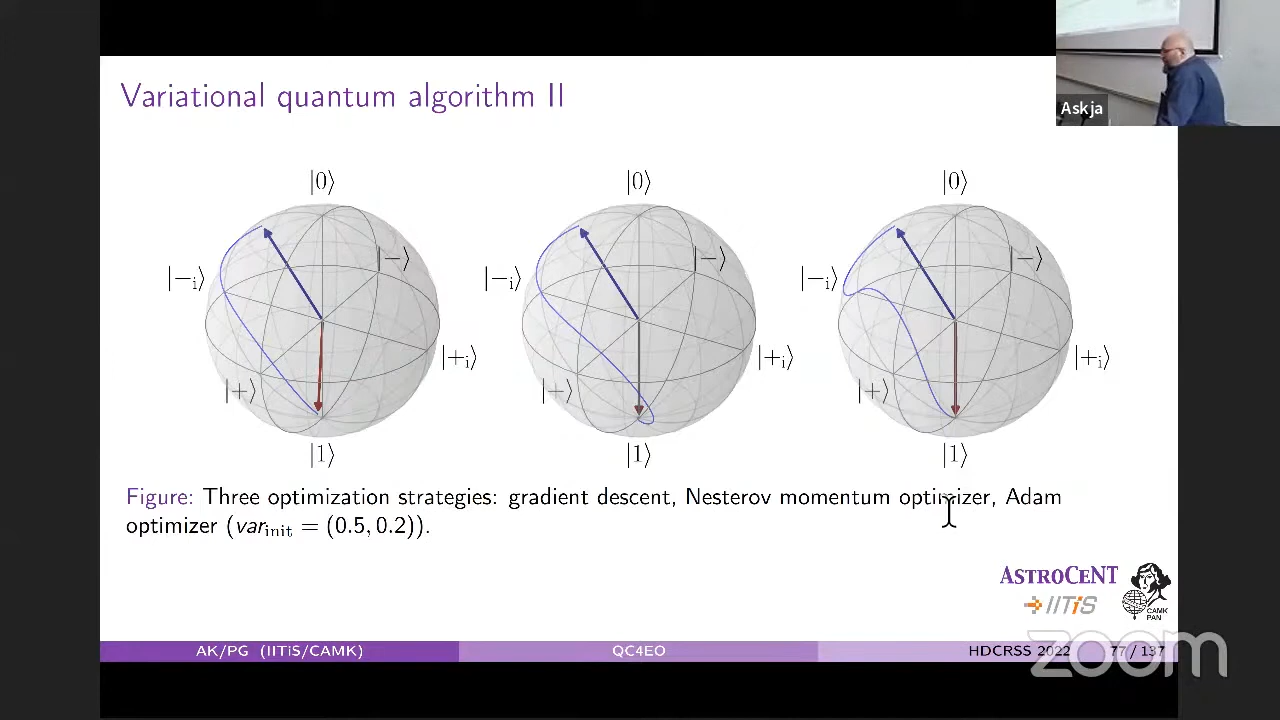 Askja
Variational quantum algorithm II
|0⟩ |0⟩ |0⟩
|−⟩ |−⟩ |−⟩
|−i⟩ |−i⟩ |−i⟩
|+i⟩ |+i⟩ |+i⟩
|+⟩ |+⟩ |+⟩
|1⟩ |1⟩ |1⟩
Figure: Three optimization strategies: gradient descent, Nesterov momentum optimizer, Adam
optimizer (var_init = (0.5, 0.2)).
ASTROCENT
IITiS
CAMK
PAN
AK/PG (IITiS/CAMK) QC4EO HDCRSS 2022 77 / 137
zoom